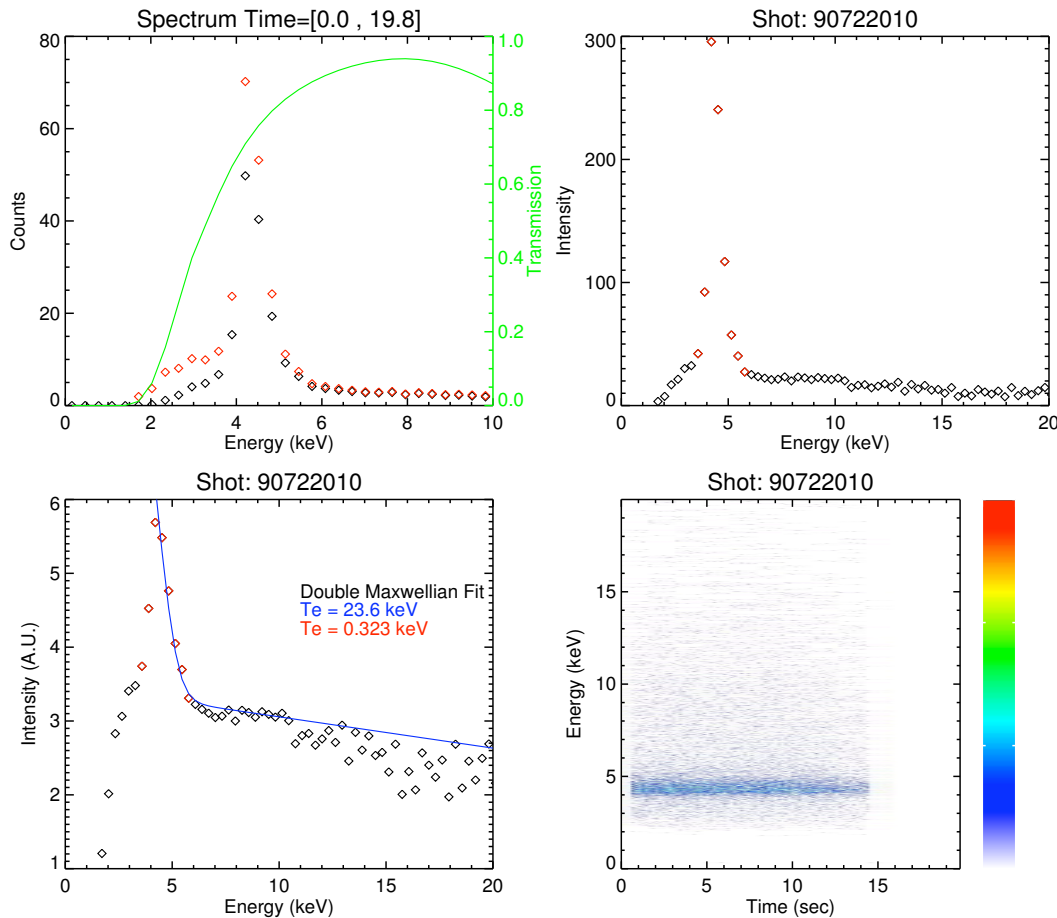 Spectrum Time=[0.0 , 19.8]
80
60
40
20
0
Counts
0 2 4 6 8 10
Energy (keV)
1.0
0.8
0.6
0.4
0.2
0.0
Transmission
Shot: 90722010
300
200
100
0
Intensity
0 5 10 15 20
Energy (keV)
Shot: 90722010
6
5
4
3
2
1
Intensity (A.U.)
Double Maxwellian Fit
Te = 23.6 keV
Te = 0.323 keV
0 5 10 15 20
Energy (keV)
Shot: 90722010
15
10
5
0
Energy (keV)
0 5 10 15
Time (sec)